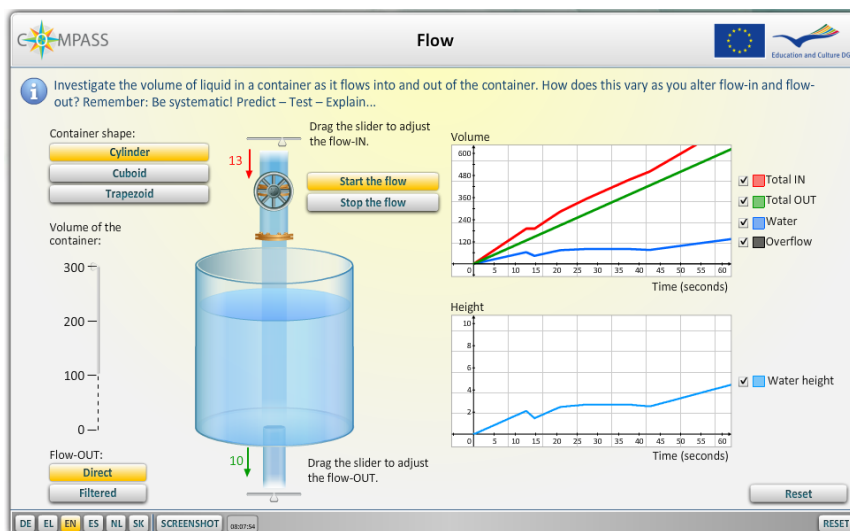 COMPASS
Flow
Education and Culture DG
Investigate the volume of liquid in a container as it flows into and out of the container. How does this vary as you alter flow-in and flow-
out? Remember: Be systematic! Predict – Test – Explain...
Container shape:
Cylinder
Cuboid
Trapezoid
Drag the slider to adjust
the flow-IN.
13
Start the flow
Stop the flow
Volume of the
container:
300
200
100
0
10
Flow-OUT:
Direct
Filtered
Drag the slider to adjust
the flow-OUT.
Volume
600
480
360
240
120
0 5 10 15 20 25 30 35 40 45 50 55 60
Time (seconds)
Total IN
Total OUT
Water
Overflow
Height
10
8
6
4
2
0 5 10 15 20 25 30 35 40 45 50 55 60
Time (seconds)
Water height
Reset
DE EL EN ES NL SK SCREENSHOT 08:07:54 RESET